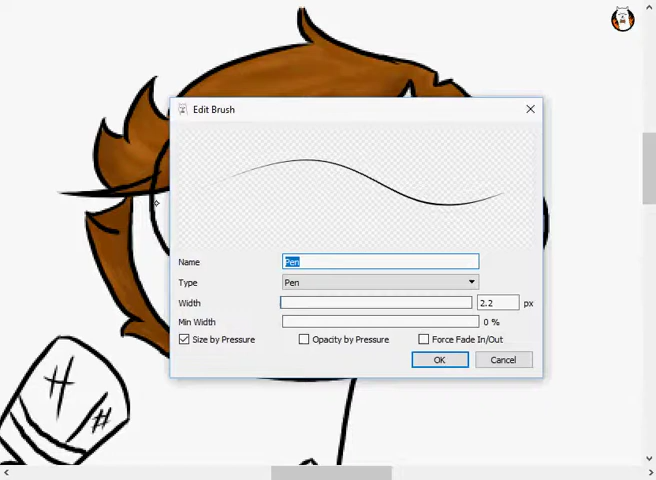 Edit Brush
Name Pen
Type Pen
Width 2.2 px
Min Width 0 %
Size by Pressure Opacity by Pressure Force Fade In/Out
OK Cancel